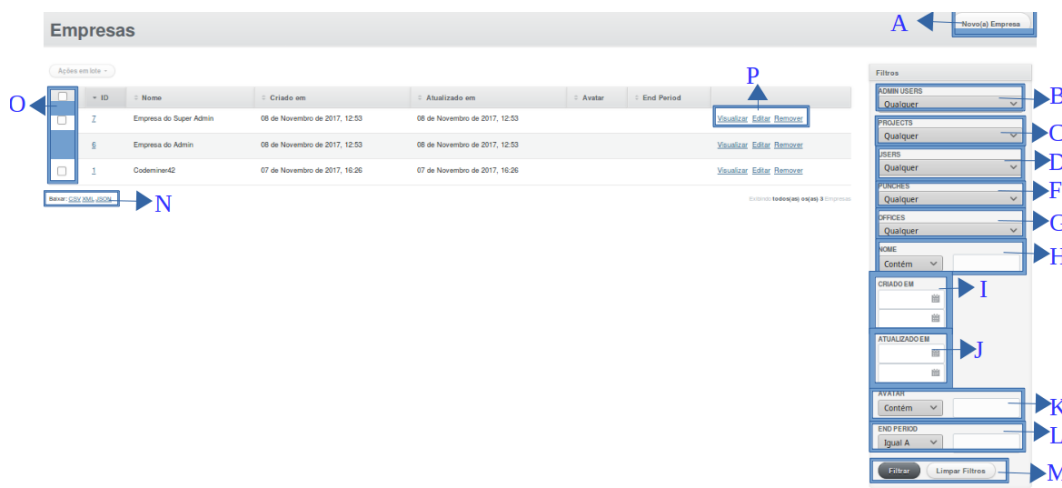 Empresas
A
Novo(a) Empresa
Ações em lote
P
O
ID Nome Criado em Atualizado em Avatar End Period
7 Empresa do Super Admin 08 de Novembro de 2017, 12:53 08 de Novembro de 2017, 12:53 Visualizar Editar Remover
6 Empresa do Admin 08 de Novembro de 2017, 12:53 08 de Novembro de 2017, 12:53 Visualizar Editar Remover
1 Codeminer42 07 de Novembro de 2017, 16:26 07 de Novembro de 2017, 16:26 Visualizar Editar Remover
Baixar: CSV XML JSON
N
Exibindo todos(as) os(as) 3 Empresas
Filtros
ADMIN USERS
Qualquer
B
PROJECTS
Qualquer
C
USERS
Qualquer
D
PUNCHES
Qualquer
F
OFFICES
Qualquer
G
NOME
Contém
H
CRIADO EM
I
ATUALIZADO EM
J
AVATAR
Contém
K
END PERIOD
Igual A
L
Filtrar Limpar Filtros
M